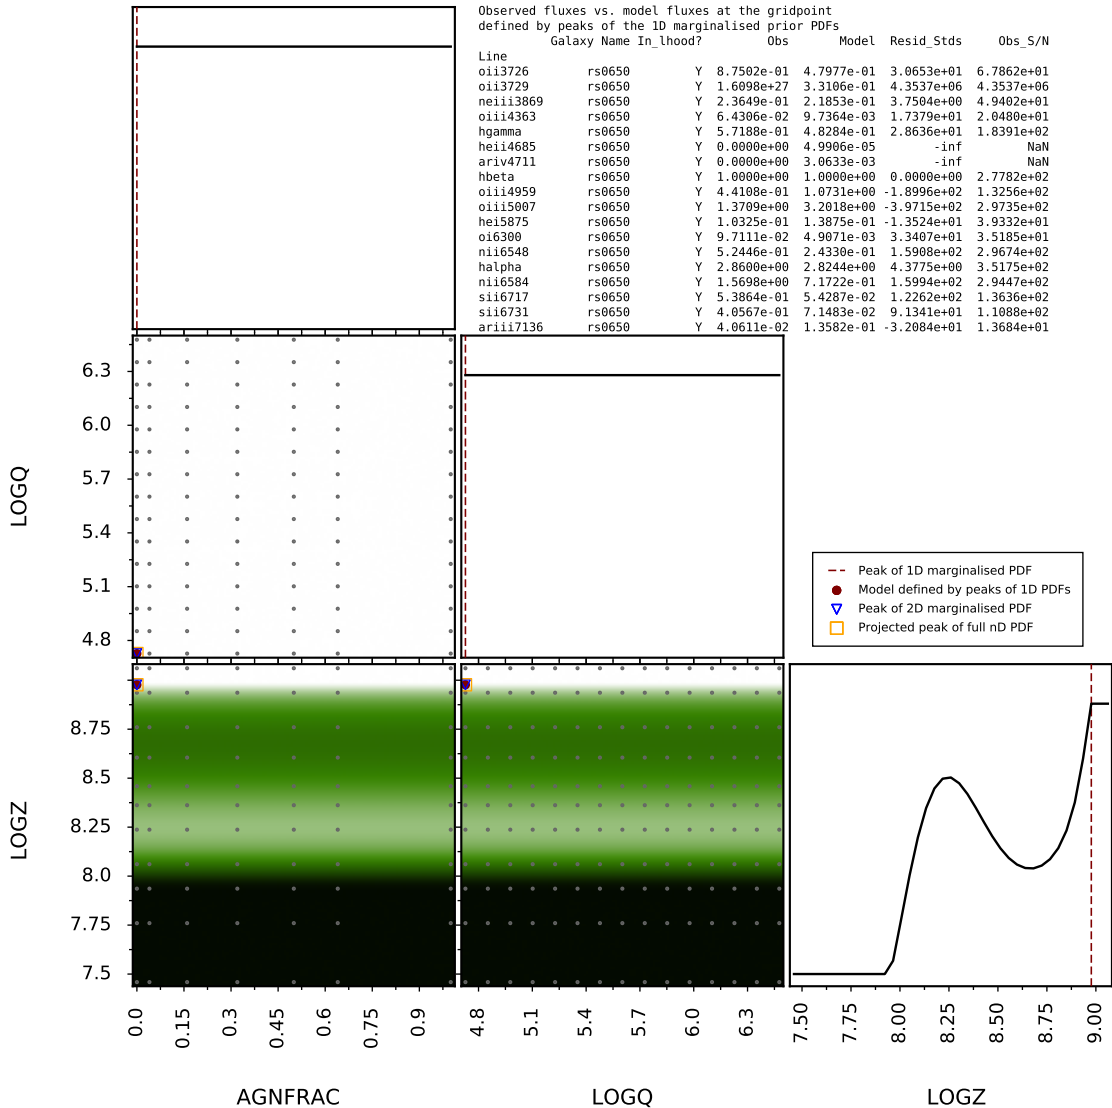 Observed fluxes vs. model fluxes at the gridpoint
defined by peaks of the 1D marginalised prior PDFs
Galaxy Name In_lhood? Obs Model Resid_Stds Obs_S/N
Line
oii3726 rs0650 Y 8.7502e-01 4.7977e-01 3.0653e+01 6.7862e+01
oii3729 rs0650 Y 1.6098e+27 3.3106e-01 4.3537e+06 4.3537e+06
neiii3869 rs0650 Y 2.3649e-01 2.1853e-01 3.7504e+00 4.9402e+01
oiii4363 rs0650 Y 6.4306e-02 9.7364e-03 1.7379e+01 2.0480e+01
hgamma rs0650 Y 5.7188e-01 4.8284e-01 2.8636e+01 1.8391e+02
heii4685 rs0650 Y 0.0000e+00 4.9906e-05 -inf NaN
ariv4711 rs0650 Y 0.0000e+00 3.0633e-03 -inf NaN
hbeta rs0650 Y 1.0000e+00 1.0000e+00 0.0000e+00 2.7782e+02
oiii4959 rs0650 Y 4.4108e-01 1.0731e+00 -1.8996e+02 1.3256e+02
oiii5007 rs0650 Y 1.3709e+00 3.2018e+00 -3.9715e+02 2.9735e+02
hei5875 rs0650 Y 1.0325e-01 1.3875e-01 -1.3524e+01 3.9332e+01
oi6300 rs0650 Y 9.7111e-02 4.9071e-03 3.3407e+01 3.5185e+01
nii6548 rs0650 Y 5.2446e-01 2.4330e-01 1.5908e+02 2.9674e+02
halpha rs0650 Y 2.8600e+00 2.8244e+00 4.3775e+00 3.5175e+02
nii6584 rs0650 Y 1.5698e+00 7.1722e-01 1.5994e+02 2.9447e+02
sii6717 rs0650 Y 5.3864e-01 5.4287e-02 1.2262e+02 1.3636e+02
sii6731 rs0650 Y 4.0567e-01 7.1483e-02 9.1341e+01 1.1088e+02
ariii7136 rs0650 Y 4.0611e-02 1.3582e-01 -3.2084e+01 1.3684e+01
6.3
6.0
5.7
5.4
5.1
4.8
LOGQ
Peak of 1D marginalised PDF
Model defined by peaks of 1D PDFs
Peak of 2D marginalised PDF
Projected peak of full nD PDF
8.75
8.5
8.25
8.0
7.75
7.5
LOGZ
0.0 0.15 0.3 0.45 0.6 0.75 0.9
4.8 5.1 5.4 5.7 6.0 6.3
7.50 7.75 8.00 8.25 8.50 8.75 9.00
AGNFRAC LOGQ LOGZ